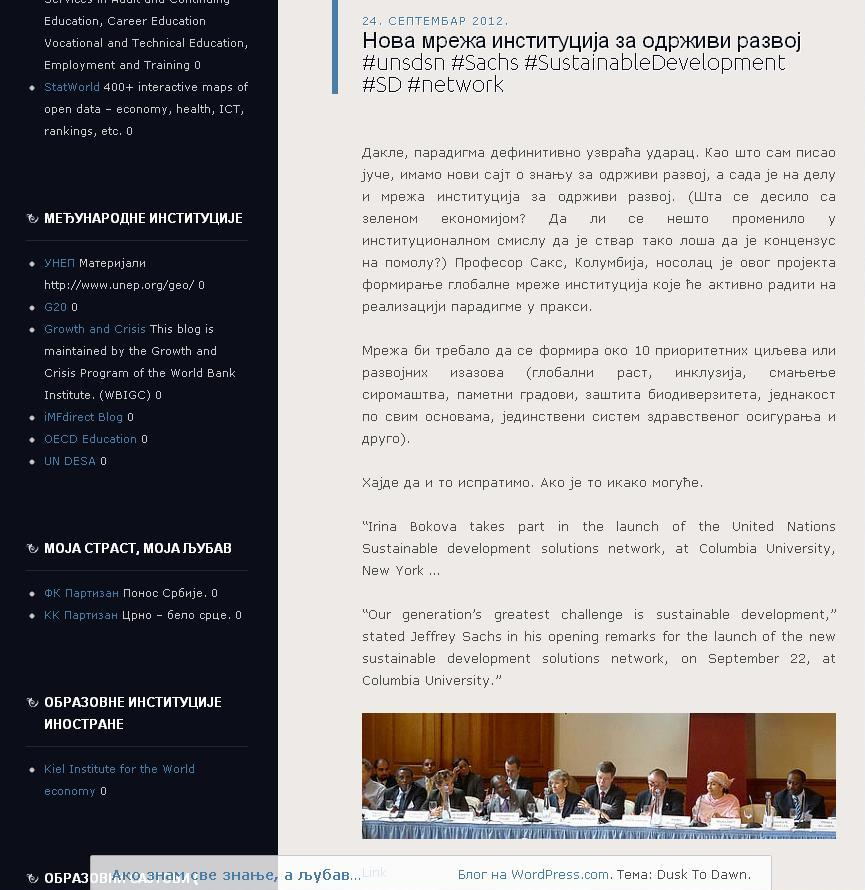 Services in Adult and Continuing
Education, Career Education
Vocational and Technical Education,
Employment and Training 0
StatWorld 400+ interactive maps of
open data – economy, health, ICT,
rankings, etc. 0
МЕЂУНАРОДНЕ ИНСТИТУЦИЈЕ
УНЕП Материјали
http://www.unep.org/geo/ 0
G20 0
Growth and Crisis This blog is
maintained by the Growth and
Crisis Program of the World Bank
Institute. (WBIGC) 0
iMFdirect Blog 0
OECD Education 0
UN DESA 0
МОЈА СТРАСТ, МОЈА ЉУБАВ
ФК Партизан Понос Србије. 0
КК Партизан Црно – бело срце. 0
ОБРАЗОВНЕ ИНСТИТУЦИЈЕ
ИНОСТРАНЕ
Kiel Institute for the World
economy 0
24. СЕПТЕМБАР 2012.
Нова мрежа институција за одрживи развој
#unsdsn #Sachs #SustainableDevelopment
#SD #network
Дакле, парадигма дефинитивно узвраћа ударац. Као што сам писао
јуче, имамо нови сајт о знању за одрживи развој, а сада је на делу
и мрежа институција за одрживи развој. (Шта се десило са
зеленом економијом? Да ли се нешто променило у
институционалном смислу да је ствар тако лоша да је концензус
на помолу?) Професор Сакс, Колумбија, носолац је овог пројекта
формирање глобалне мреже институција које ће активно радити на
реализацији парадигме у пракси.
Мрежа би требало да се формира око 10 приоритетних циљева или
развојних изазова (глобални раст, инклузија, смањење
сиромаштва, паметни градови, заштита биодиверзитета, једнакост
по свим основама, јединствени систем здравственог осигурања и
друго).
Хајде да и то испратимо. Ако је то икако могуће.
“Irina Bokova takes part in the launch of the United Nations
Sustainable development solutions network, at Columbia University,
New York …
“Our generation’s greatest challenge is sustainable development,”
stated Jeffrey Sachs in his opening remarks for the launch of the new
sustainable development solutions network, on September 22, at
Columbia University.”
Link
Ако знам све знање, а љубав...
Блог на WordPress.com. Тема: Dusk To Dawn.